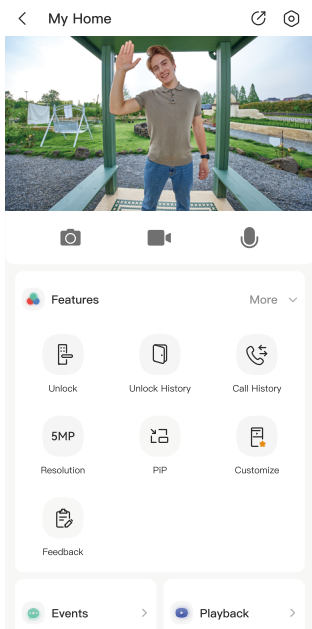 My Home
Features
More
Unlock
Unlock History
Call History
5MP
Resolution
PiP
Customize
Feedback
Events
Playback